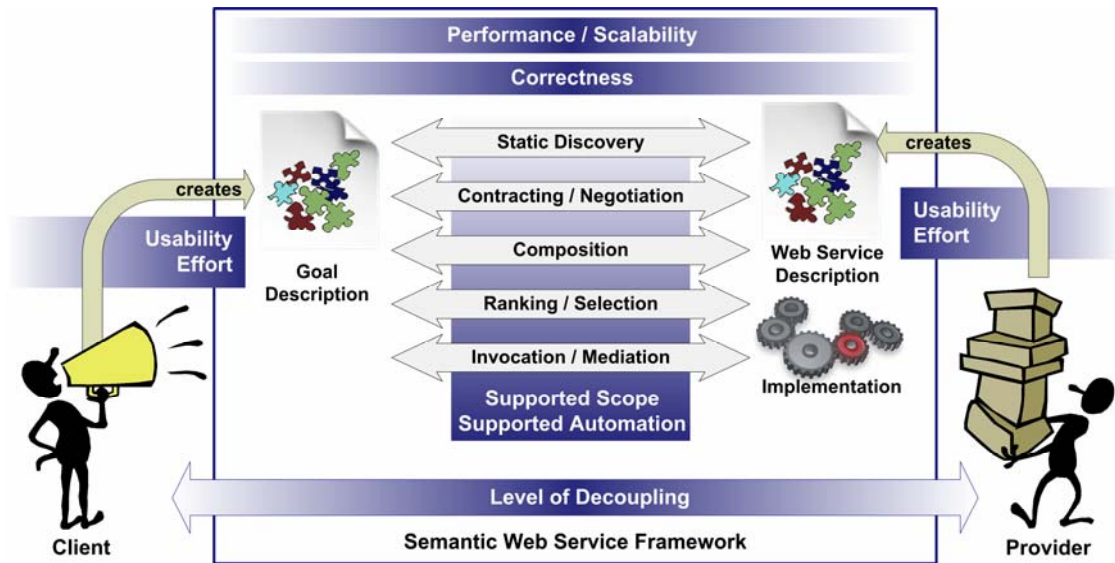 Performance / Scalability
Correctness
Static Discovery
creates
creates
Contracting / Negotiation
Usability
Effort
Usability
Effort
Composition
Goal
Description
Web Service
Description
Ranking / Selection
Invocation / Mediation
Implementation
Supported Scope
Supported Automation
Level of Decoupling
Client
Semantic Web Service Framework
Provider